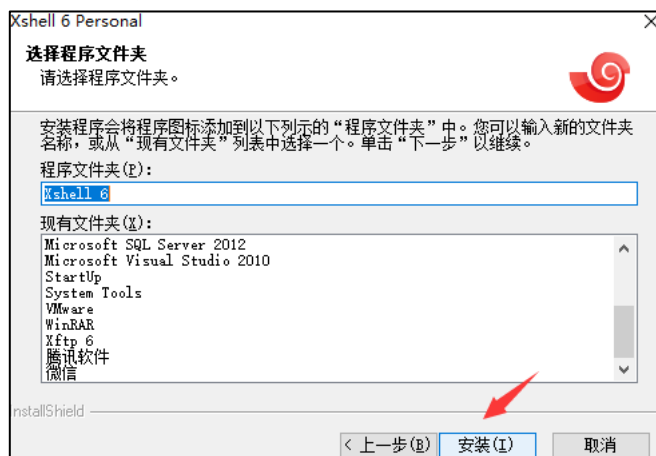 Xshell 6 Personal
选择程序文件夹
请选择程序文件夹。
安装程序会将程序图标添加到以下列示的“程序文件夹”中。您可以输入新的文件夹
名称，或从“现有文件夹”列表中选择一个。单击“下一步”以继续。
程序文件夹(P):
Xshell 6
现有文件夹(X):
Microsoft SQL Server 2012
Microsoft Visual Studio 2010
StartUp
System Tools
VMware
WinRAR
Xftp 6
腾讯软件
微信
InstallShield
< 上一步(B) 安装(I) 取消